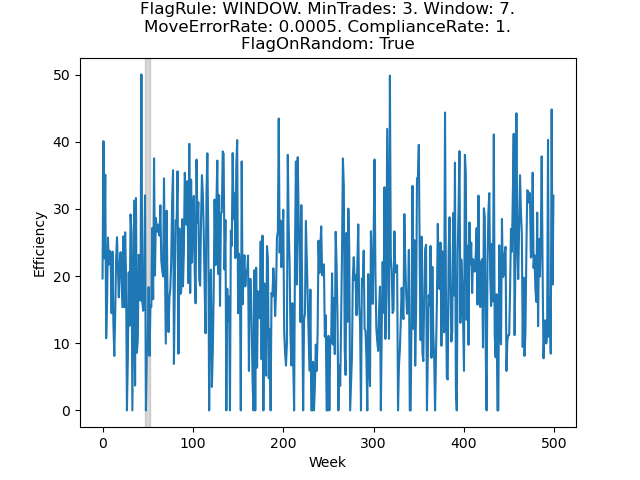 FlagRule: WINDOW. MinTrades: 3. Window: 7.
MoveErrorRate: 0.0005. ComplianceRate: 1.
FlagOnRandom: True
50
40
30
20
10
0
Efficiency
0 100 200 300 400 500
Week